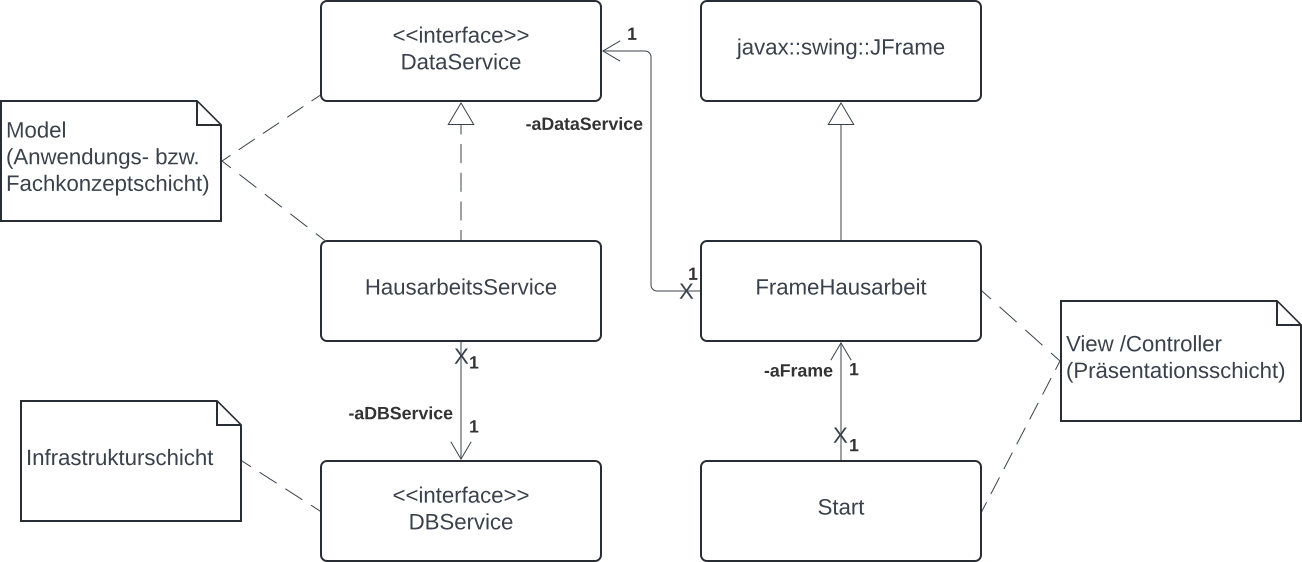 <<interface>>
DataService
1
javax::swing::JFrame
Model
(Anwendungs- bzw.
Fachkonzeptschicht)
-aDataService
HausarbeitsService
1
X
FrameHausarbeit
View /Controller
(Präsentationsschicht)
X
1
-aDBService
1
-aFrame
1
X
1
Infrastrukturschicht
<<interface>>
DBService
Start